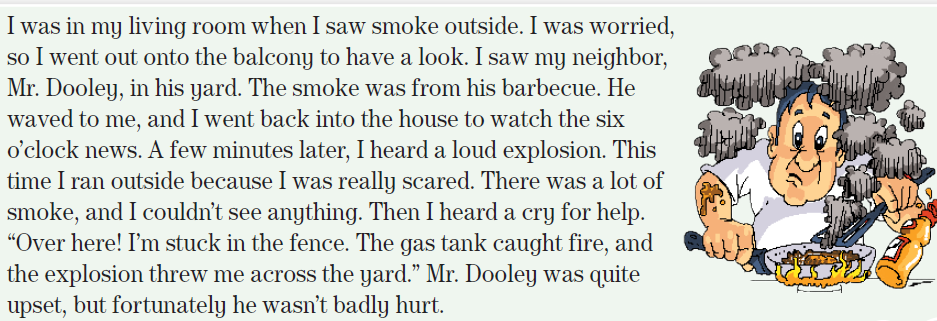 I was in my living room when I saw smoke outside. I was worried,
so I went out onto the balcony to have a look. I saw my neighbor,
Mr. Dooley, in his yard. The smoke was from his barbecue. He
waved to me, and I went back into the house to watch the six
o’clock news. A few minutes later, I heard a loud explosion. This
time I ran outside because I was really scared. There was a lot of
smoke, and I couldn’t see anything. Then I heard a cry for help.
“Over here! I’m stuck in the fence. The gas tank caught fire, and
the explosion threw me across the yard.” Mr. Dooley was quite
upset, but fortunately he wasn’t badly hurt.